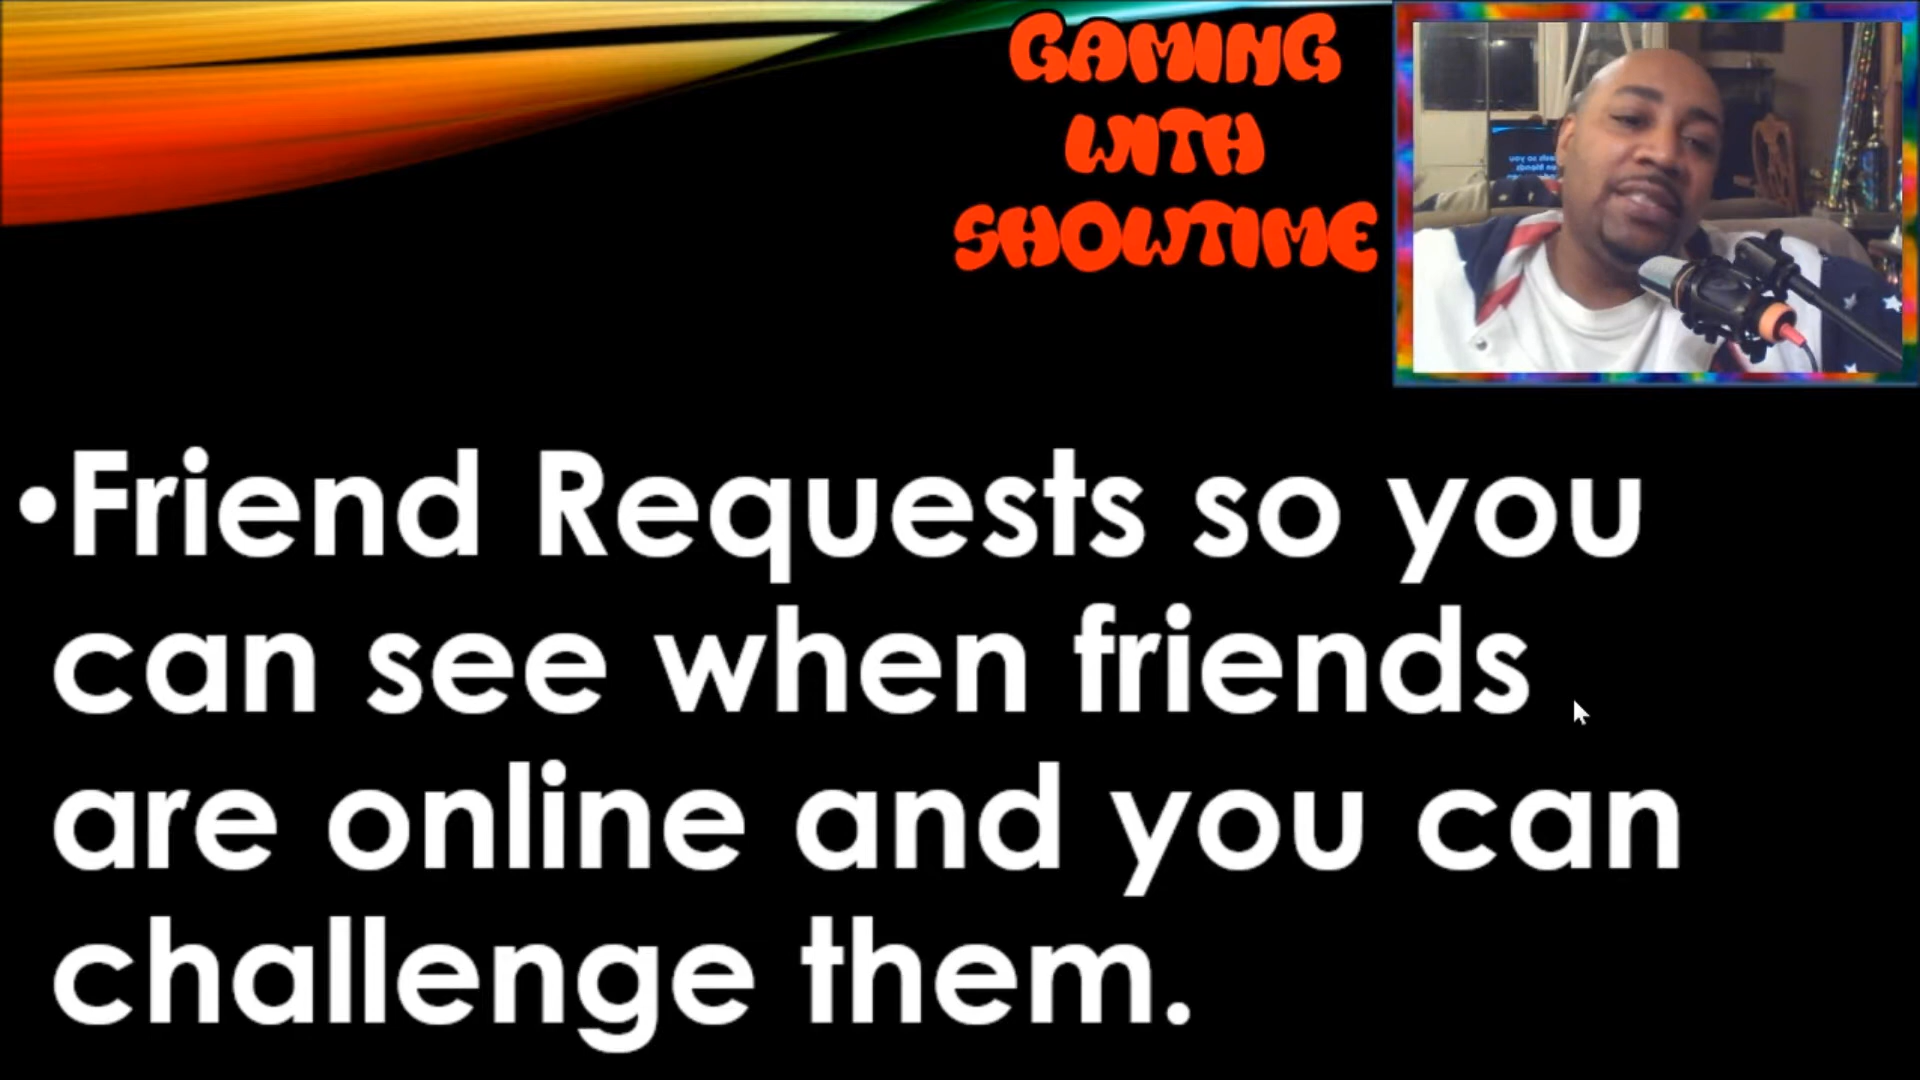 GAMING
WITH
SHOWTIME
•Friend Requests so you
can see when friends
are online and you can
challenge them.